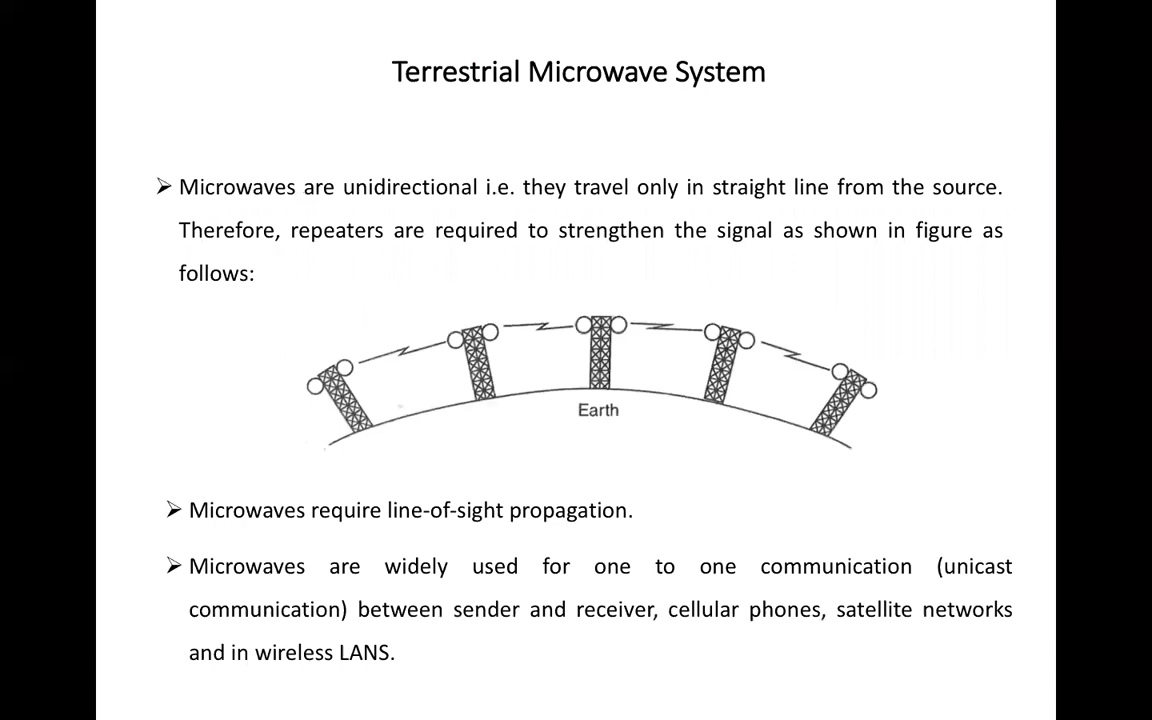 Terrestrial Microwave System
➢ Microwaves are unidirectional i.e. they travel only in straight line from the source.
Therefore, repeaters are required to strengthen the signal as shown in figure as
follows:
Earth
➢ Microwaves require line-of-sight propagation.
➢ Microwaves are widely used for one to one communication (unicast
communication) between sender and receiver, cellular phones, satellite networks
and in wireless LANS.